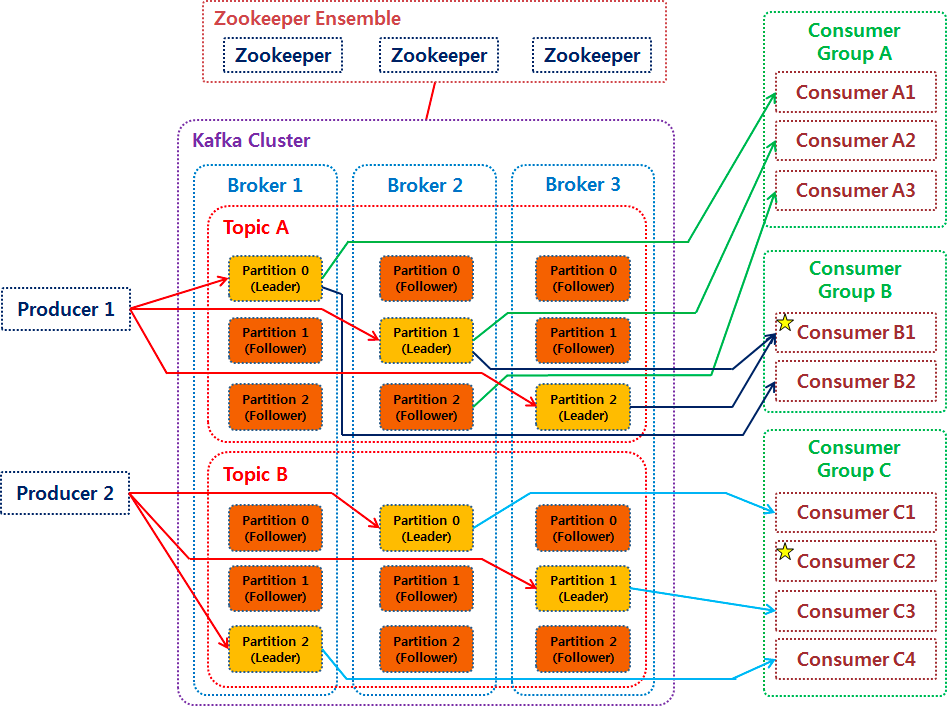 Zookeeper Ensemble
Zookeeper
Zookeeper
Zookeeper
Kafka Cluster
Broker 1
Broker 2
Broker 3
Topic A
Partition 0
(Leader)
Partition 0
(Follower)
Partition 0
(Follower)
Partition 1
(Follower)
Partition 1
(Leader)
Partition 1
(Follower)
Partition 2
(Follower)
Partition 2
(Follower)
Partition 2
(Leader)
Topic B
Partition 0
(Follower)
Partition 0
(Leader)
Partition 0
(Follower)
Partition 1
(Follower)
Partition 1
(Follower)
Partition 1
(Leader)
Partition 2
(Leader)
Partition 2
(Follower)
Partition 2
(Follower)
Producer 1
Producer 2
Consumer
Group A
Consumer A1
Consumer A2
Consumer A3
Consumer
Group B
Consumer B1
Consumer B2
Consumer
Group C
Consumer C1
Consumer C2
Consumer C3
Consumer C4